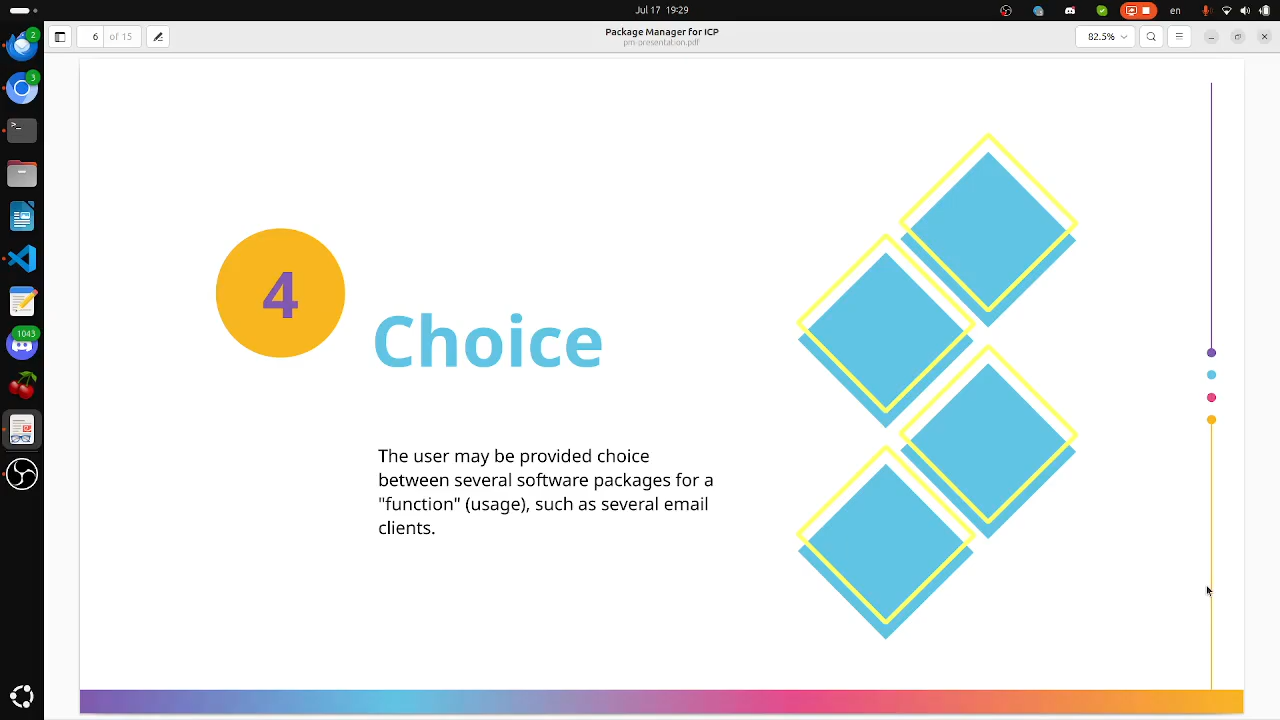 Jul 17 19:29
en
6 of 15
Package Manager for ICP
pm-presentation.pdf
82.5%
2
3
1043
4
Choice
The user may be provided choice
between several software packages for a
"function" (usage), such as several email
clients.